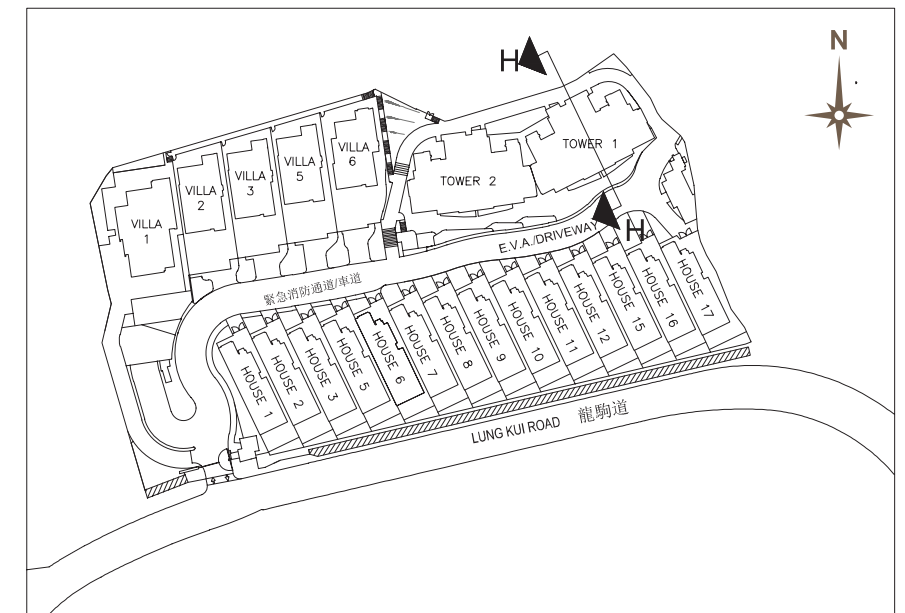 N
H
TOWER 1
VILLA
6
VILLA
5
VILLA
3
VILLA
2
VILLA
1
TOWER 2
H
E.V.A./DRIVEWAY
緊急消防通道/車道
HOUSE 1
HOUSE 2
HOUSE 3
HOUSE 5
HOUSE 6
HOUSE 7
HOUSE 8
HOUSE 9
HOUSE 10
HOUSE 11
HOUSE 12
HOUSE 15
HOUSE 16
HOUSE 17
LUNG KUI ROAD 龍駒道